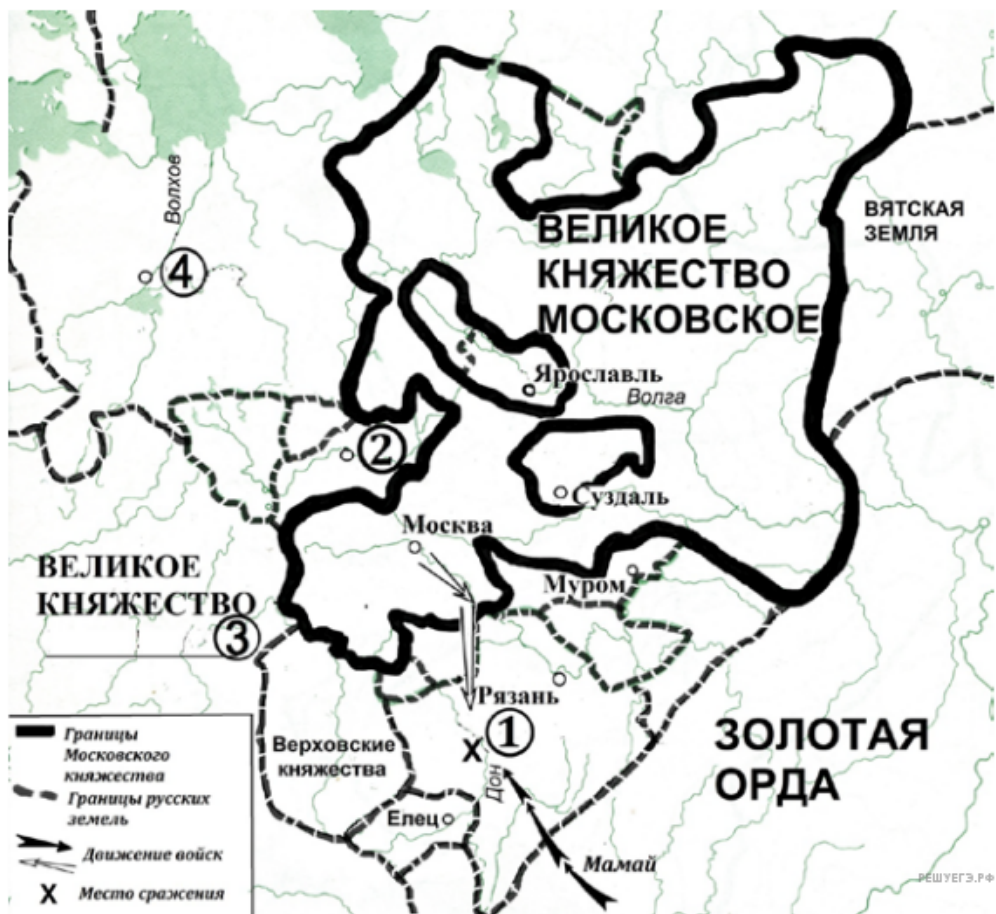 Волхов
④
ВЯТСКАЯ
ЗЕМЛЯ
ВЕЛИКОЕ
КНЯЖЕСТВО
МОСКОВСКОЕ
Ярославль
Волга
②
Суздаль
Москва
ВЕЛИКОЕ
КНЯЖЕСТВО
③
Муром
Рязань
①
ЗОЛОТАЯ
ОРДА
Верховские
княжества
Дон
Елец
Мамай
Границы
Московского
княжества
Границы русских
земель
Движение войск
X Место сражения
X
РЕШУЕГЭ.РФ